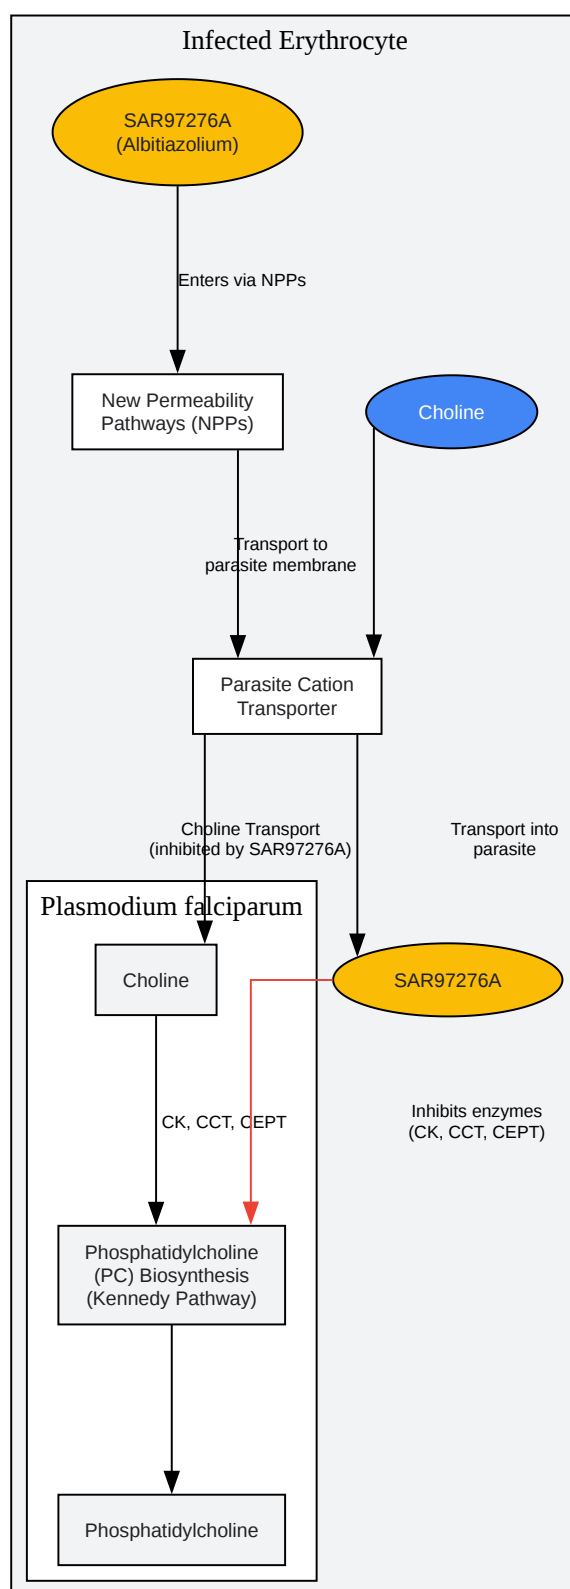 Infected Erythrocyte
SAR97276A
(Albitiazolium)
Enters via NPPs
New Permeability
Pathways (NPPs)
Choline
Transport to
parasite membrane
Parasite Cation
Transporter
Choline Transport
(inhibited by SAR97276A)
Transport into
parasite
Plasmodium falciparum
Choline
SAR97276A
Inhibits enzymes
(CK, CCT, CEPT)
CK, CCT, CEPT
Phosphatidylcholine
(PC) Biosynthesis
(Kennedy Pathway)
Phosphatidylcholine